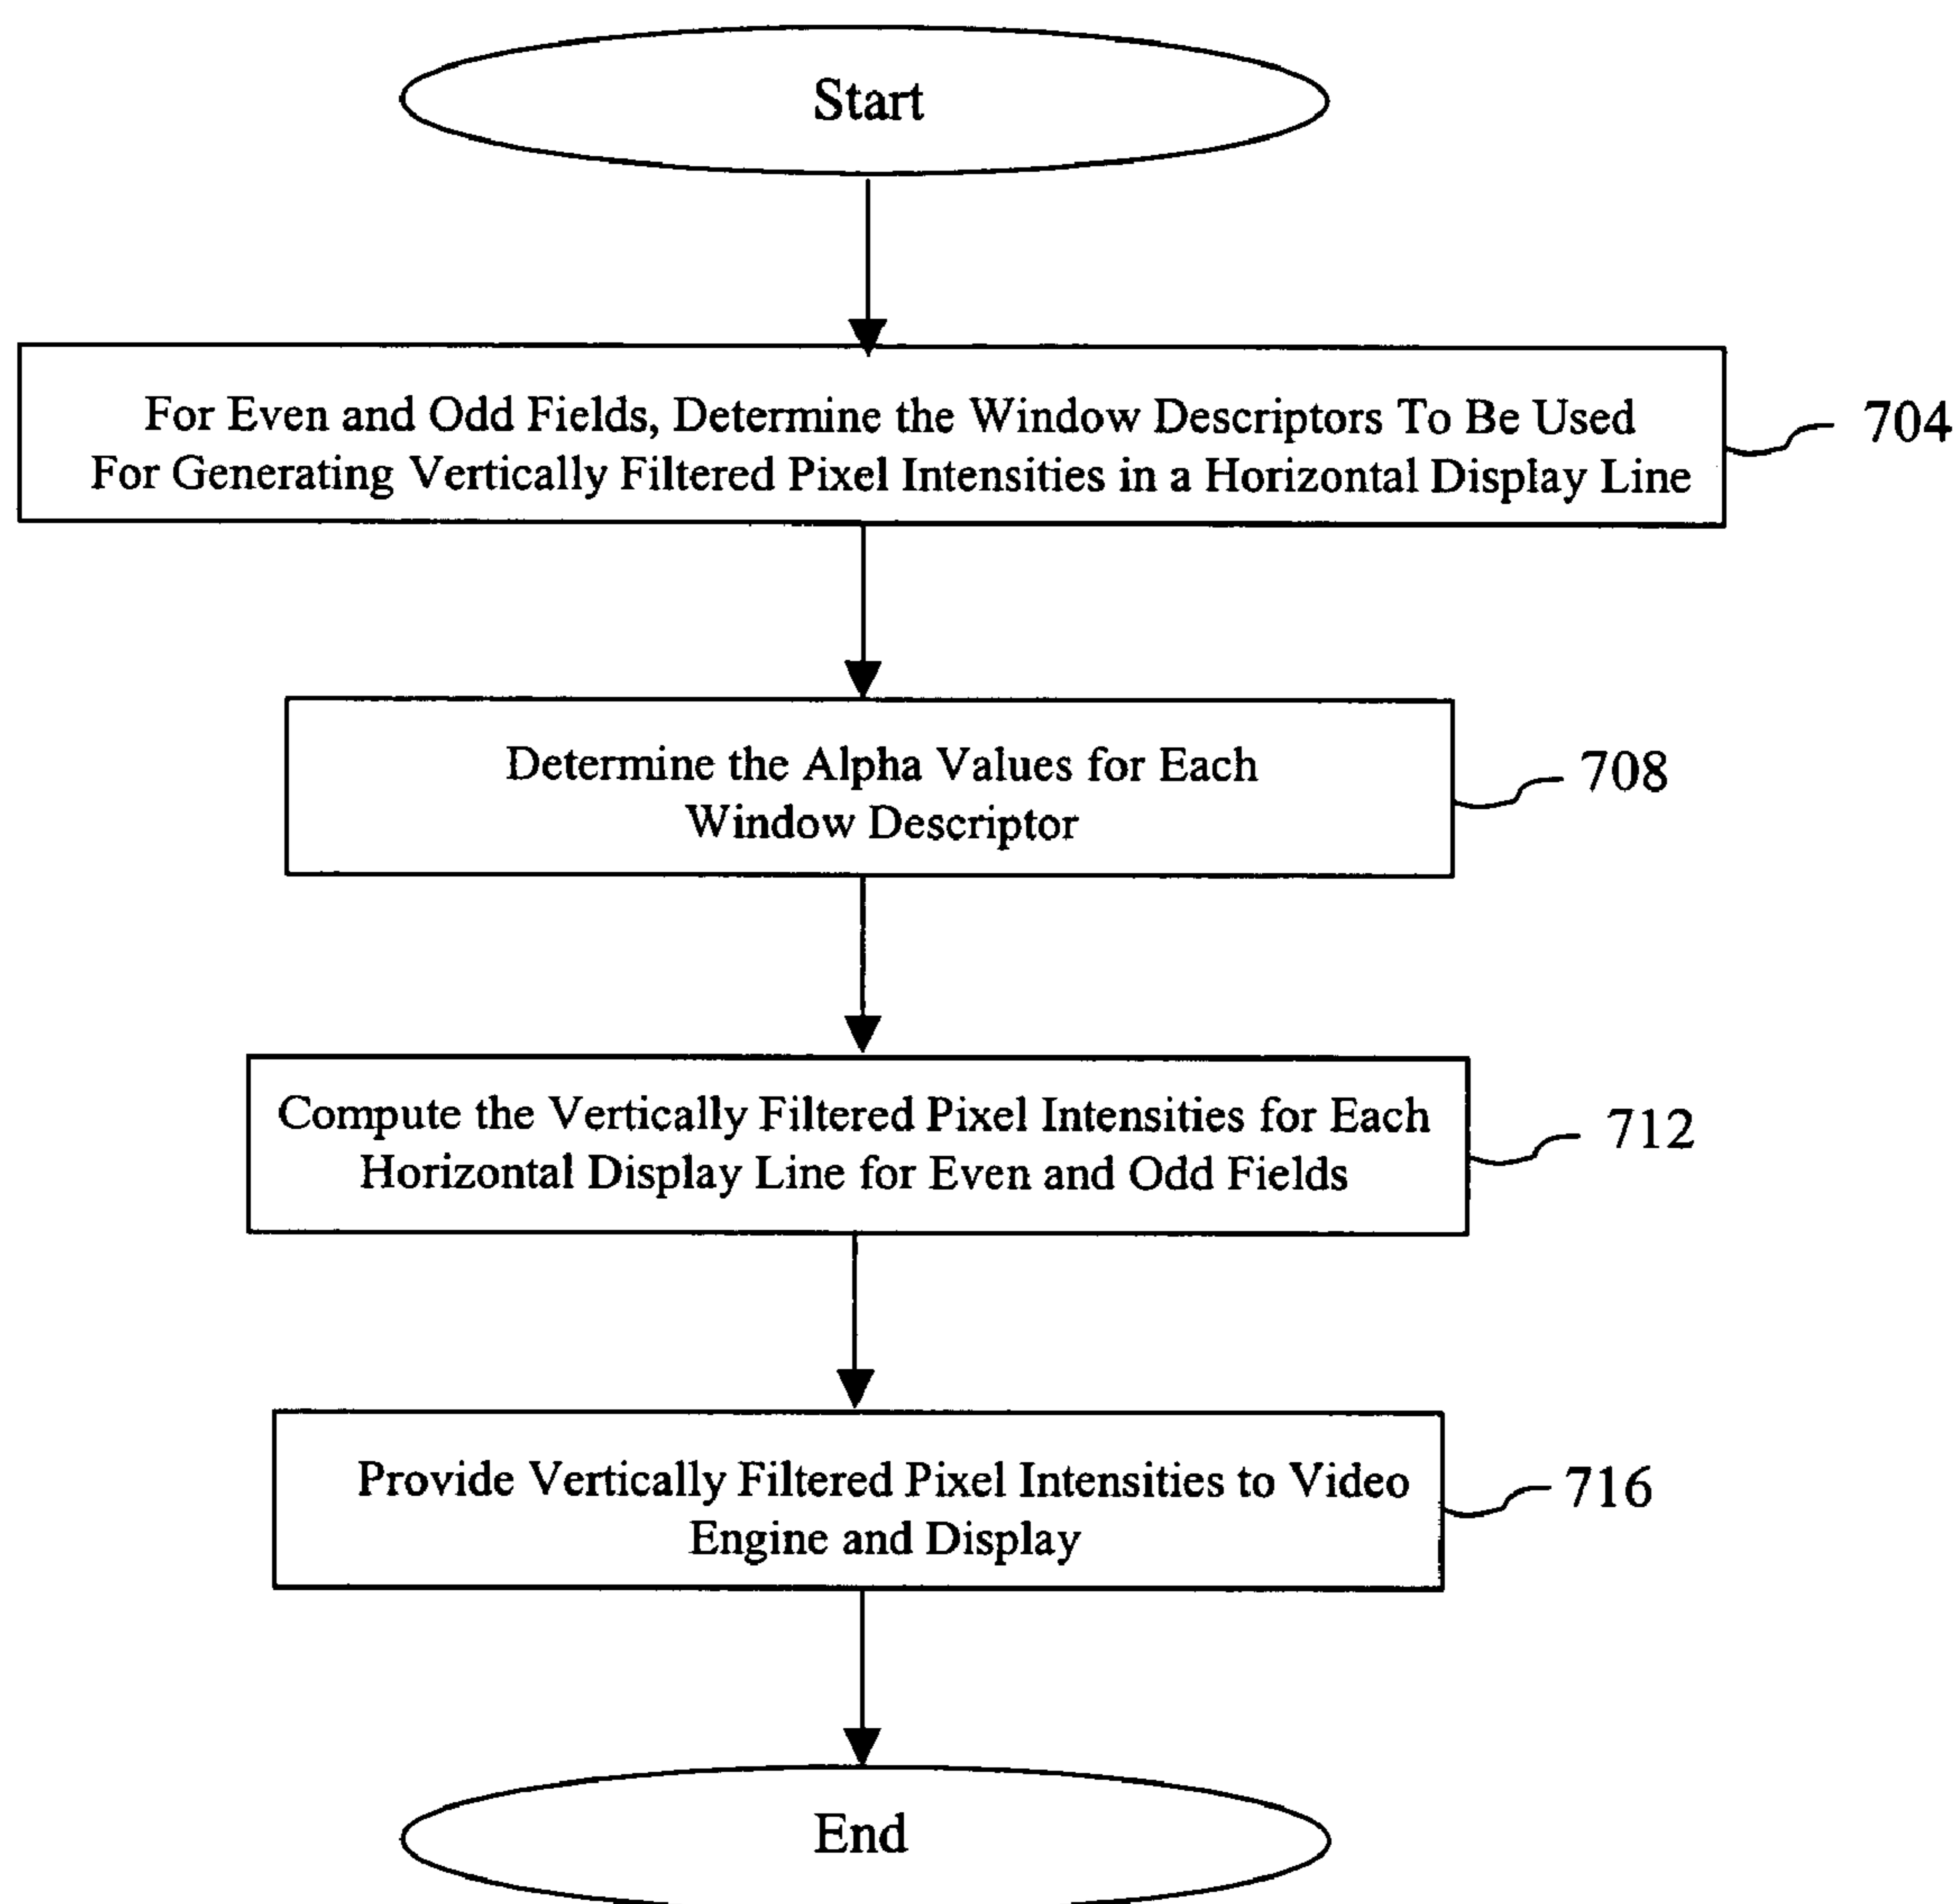 Start
For Even and Odd Fields, Determine the Window Descriptors To Be Used
For Generating Vertically Filtered Pixel Intensities in a Horizontal Display Line
704
Determine the Alpha Values for Each
Window Descriptor
708
Compute the Vertically Filtered Pixel Intensities for Each
Horizontal Display Line for Even and Odd Fields
712
Provide Vertically Filtered Pixel Intensities to Video
Engine and Display
716
End